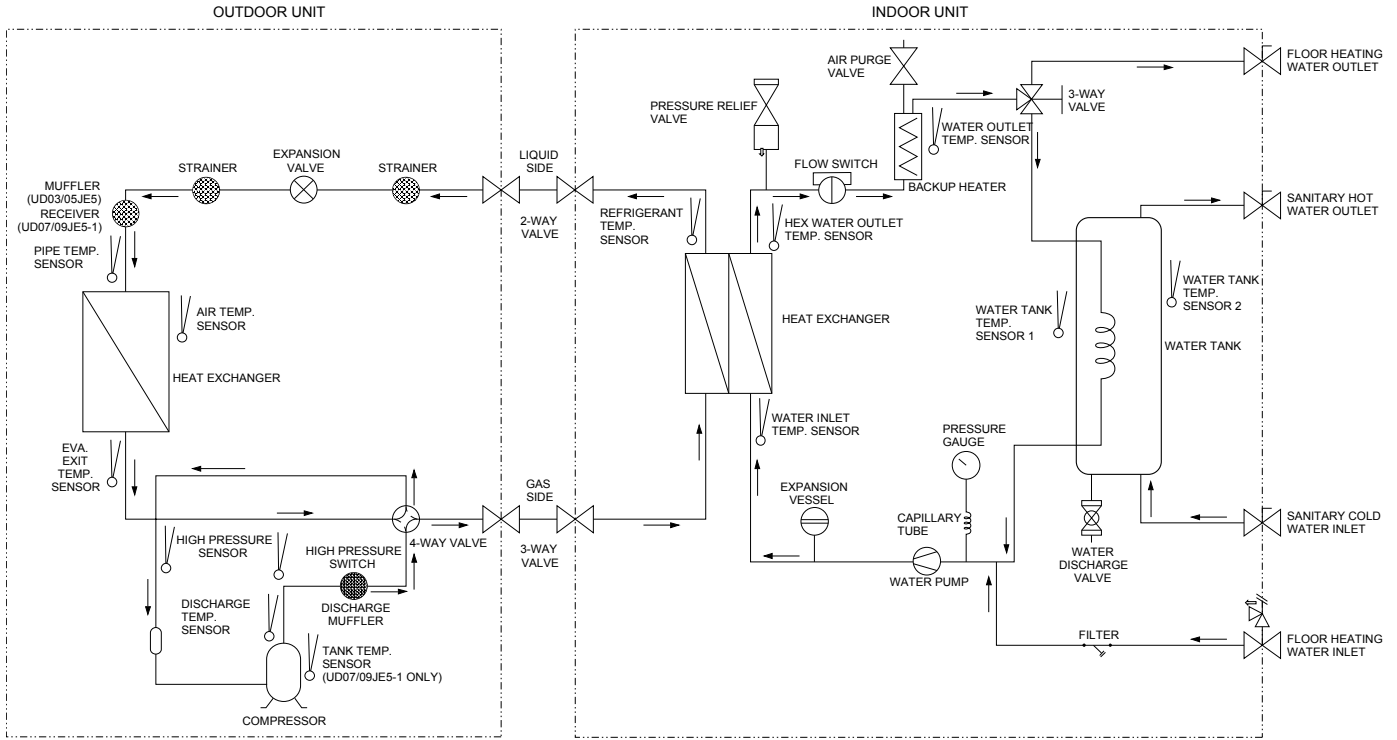 OUTDOOR UNIT
INDOOR UNIT
FLOOR HEATING
WATER OUTLET
AIR PURGE
VALVE
3-WAY
VALVE
PRESSURE RELIEF
VALVE
WATER OUTLET
TEMP. SENSOR
STRAINER
EXPANSION
VALVE
STRAINER
LIQUID
SIDE
FLOW SWITCH
BACKUP HEATER
MUFFLER
(UD03/05JE5)
RECEIVER
(UD07/09JE5-1)
2-WAY
VALVE
REFRIGERANT
TEMP.
SENSOR
HEX WATER OUTLET
TEMP. SENSOR
SANITARY HOT
WATER OUTLET
PIPE TEMP.
SENSOR
AIR TEMP.
SENSOR
HEAT EXCHANGER
HEAT EXCHANGER
WATER TANK
TEMP.
SENSOR 1
WATER TANK
TEMP.
SENSOR 2
WATER TANK
WATER INLET
TEMP. SENSOR
PRESSURE
GAUGE
EVA.
EXIT
TEMP.
SENSOR
GAS
SIDE
EXPANSION
VESSEL
CAPILLARY
TUBE
SANITARY COLD
WATER INLET
4-WAY VALVE
3-WAY
VALVE
HIGH PRESSURE
SENSOR
HIGH PRESSURE
SWITCH
WATER PUMP
WATER
DISCHARGE
VALVE
DISCHARGE
TEMP.
SENSOR
DISCHARGE
MUFFLER
FILTER
FLOOR HEATING
WATER INLET
TANK TEMP.
SENSOR
(UD07/09JE5-1 ONLY)
COMPRESSOR